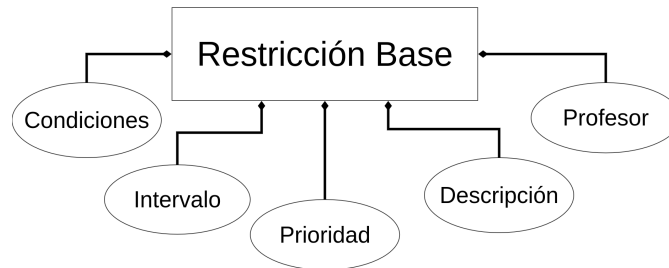 Restricción Base
Condiciones
Profesor
Intervalo
Descripción
Prioridad